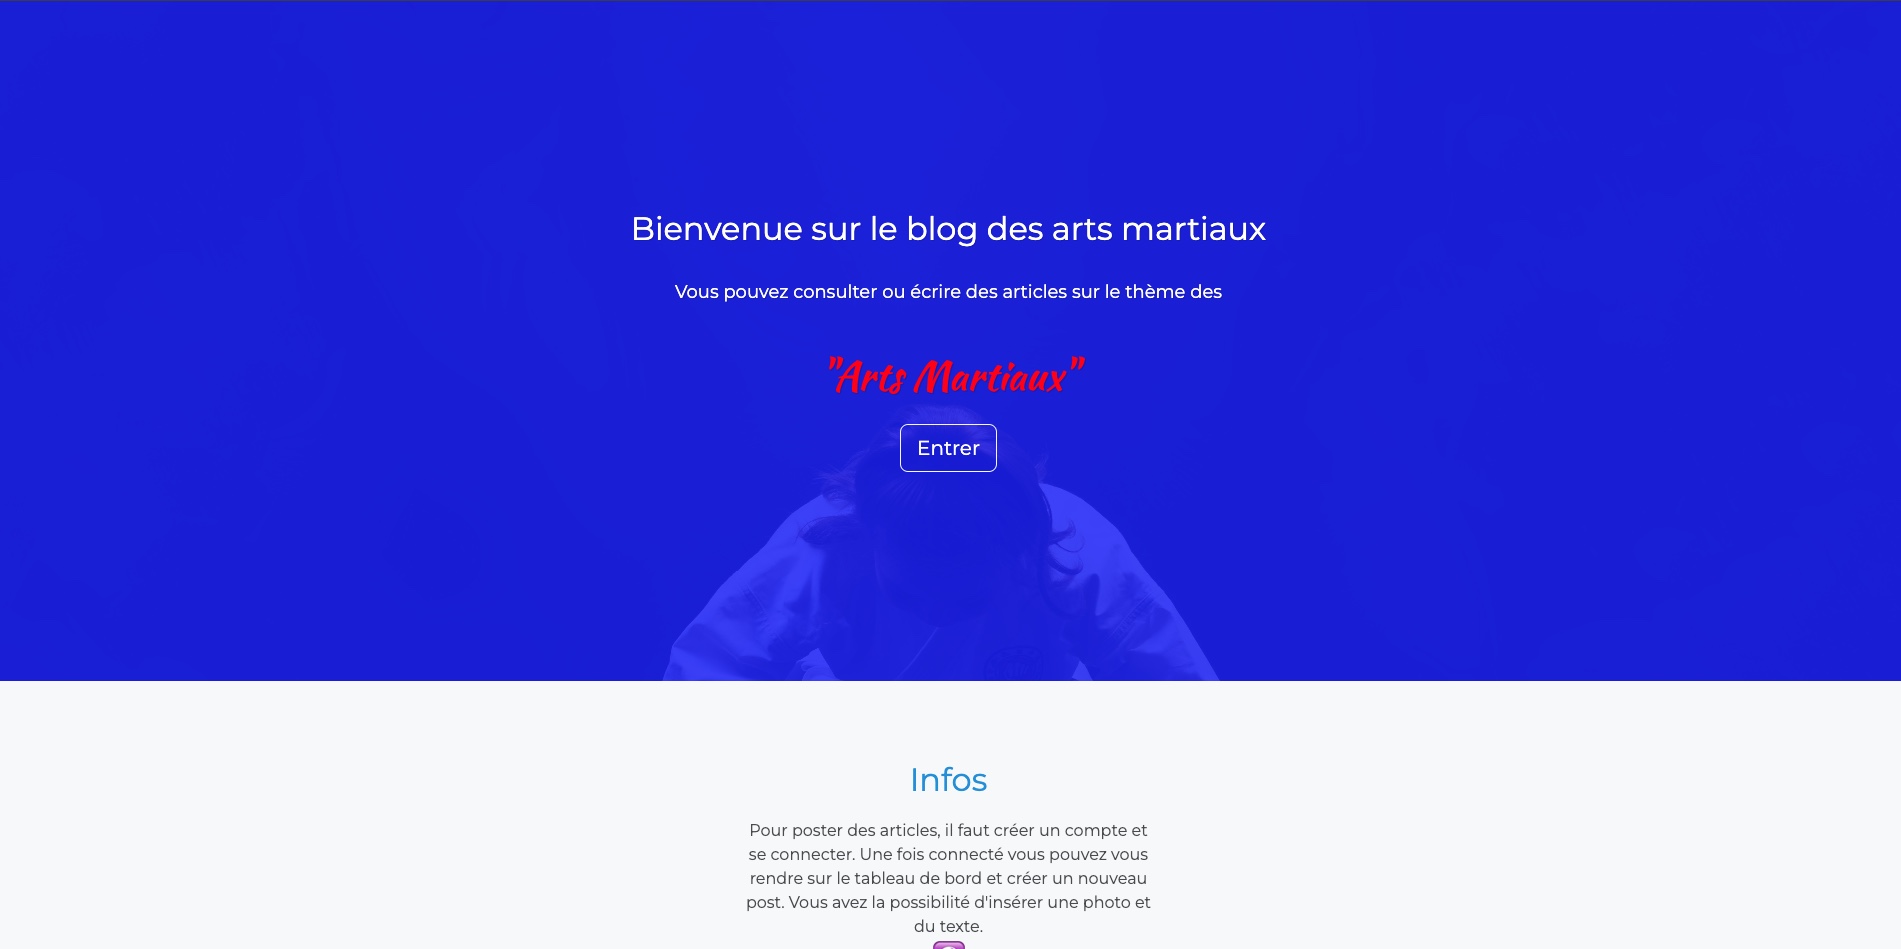 Bienvenue sur le blog des arts martiaux
Vous pouvez consulter ou écrire des articles sur le thème des
"Arts Martiaux"
Entrer
Infos
Pour poster des articles, il faut créer un compte et
se connecter. Une fois connecté vous pouvez vous
rendre sur le tableau de bord et créer un nouveau
post. Vous avez la possibilité d'insérer une photo et
du texte.